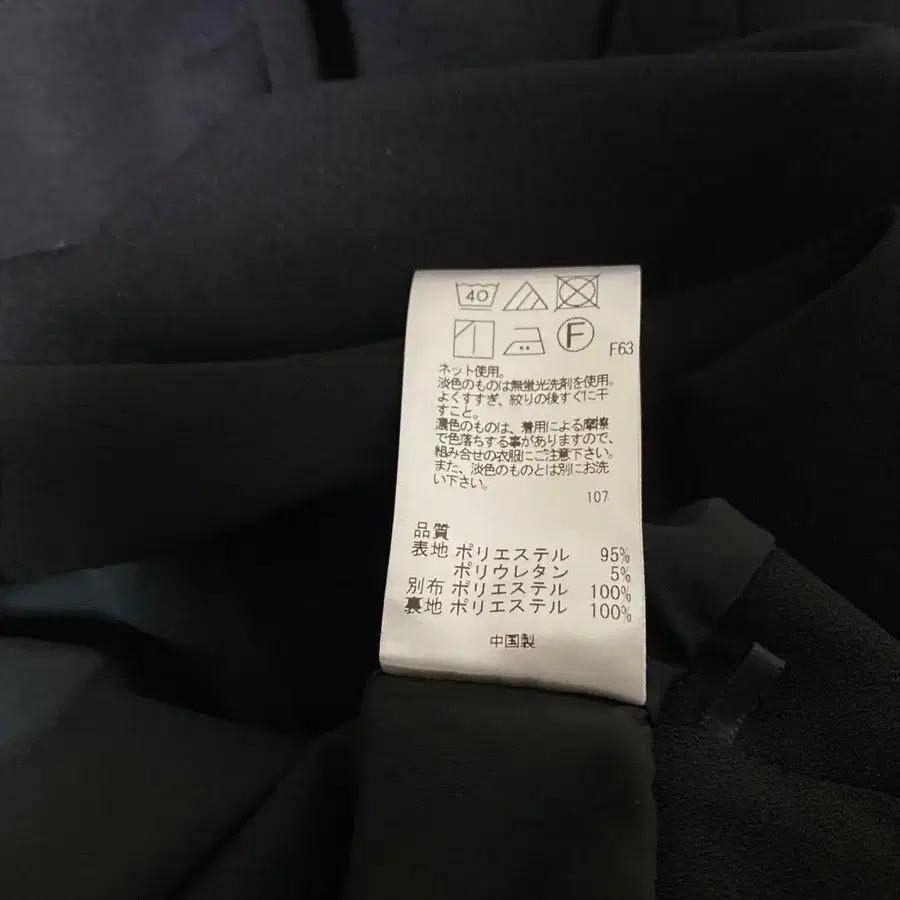 40
F
F63
ネット使用。
淡色のものは無蛍光洗剤を使用。
よくすすぎ、絞りの後すぐに干
すこと。
濃色のものは、着用による摩擦
で色落ちする事がありますので、
組み合せの衣服にご注意下さい。
また、淡色のものとは別にお洗
い下さい。
107
品質
表地 ポリエステル 95%
ポリウレタン 5%
別布 ポリエステル 100%
裏地 ポリエステル 100%
中国製